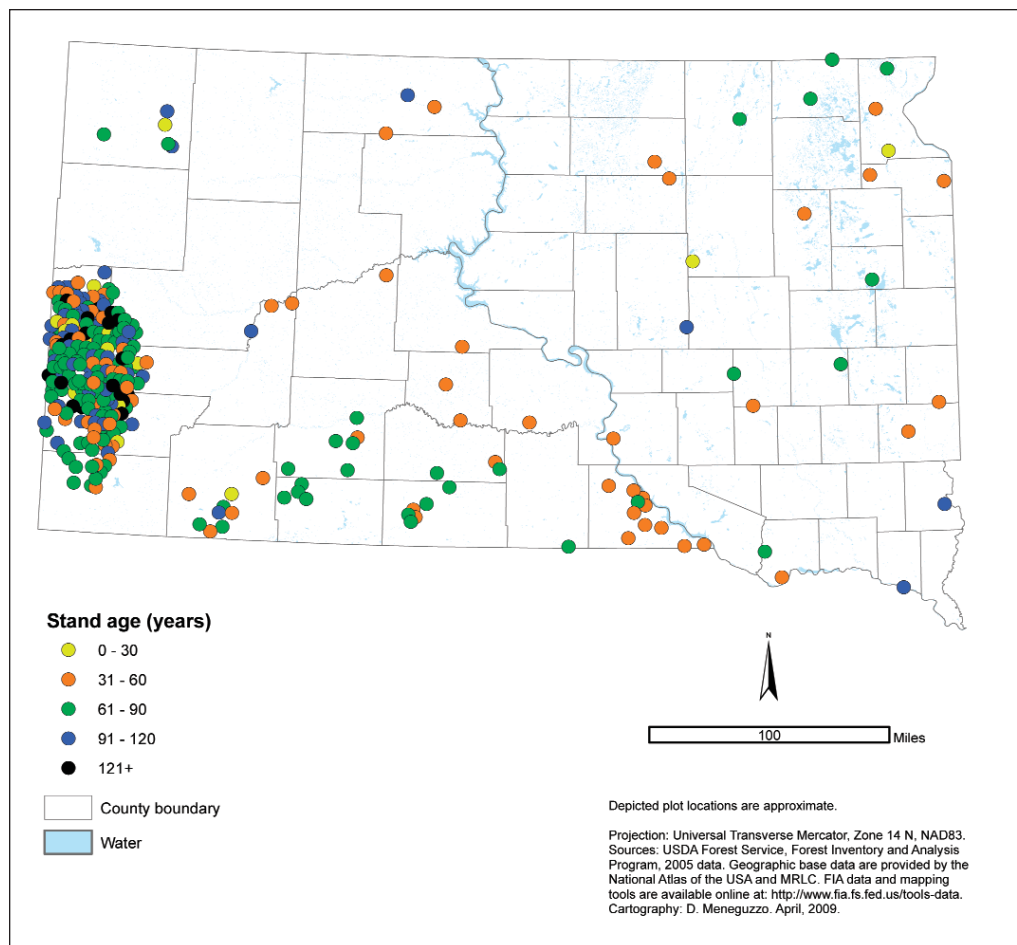 Stand age (years)
0 - 30
31 - 60
61 - 90
91 - 120
121+
County boundary
Water
N
100
Miles
Depicted plot locations are approximate.
Projection: Universal Transverse Mercator, Zone 14 N, NAD83.
Sources: USDA Forest Service, Forest Inventory and Analysis
Program, 2005 data. Geographic base data are provided by the
National Atlas of the USA and MRLC. FIA data and mapping
tools are available online at: http://www.fia.fs.fed.us/tools-data.
Cartography: D. Meneguzzo. April, 2009.